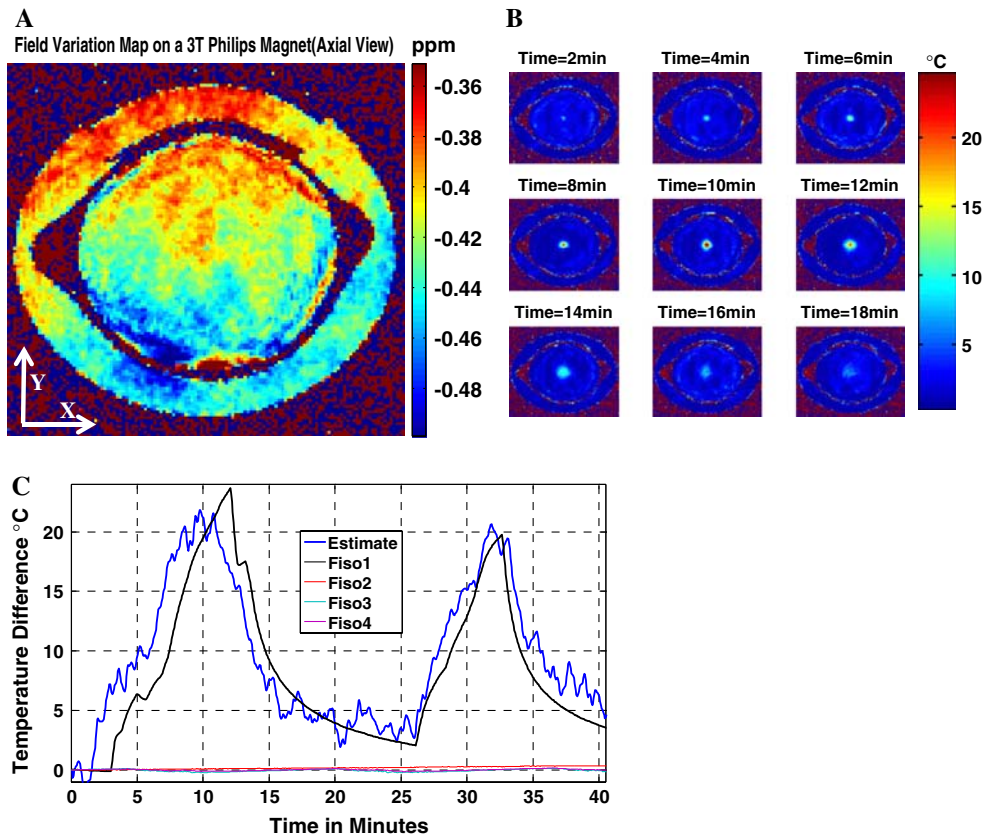 A
Field Variation Map on a 3T Philips Magnet(Axial View)
ppm
-0.36
-0.38
-0.4
-0.42
-0.44
-0.46
-0.48
Y
X
B
Time=2min
Time=4min
Time=6min
°C
Time=8min
Time=10min
Time=12min
Time=14min
Time=16min
Time=18min
20
15
10
5
C
Temperature Difference °C
20
15
10
5
0
Estimate
Fiso1
Fiso2
Fiso3
Fiso4
0
5
10
15
20
25
30
35
40
Time in Minutes